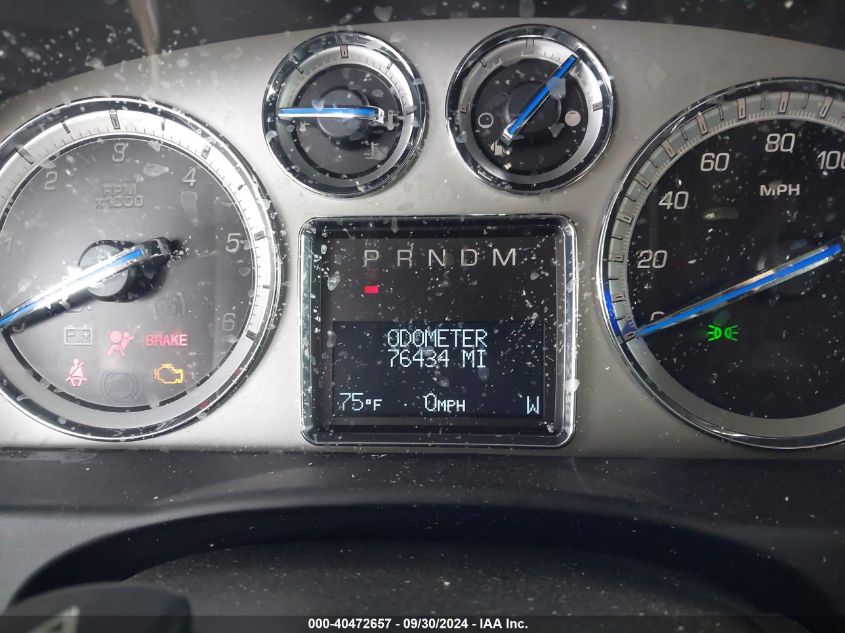 1 2 3 4 5 6
RPM
x1000
BRAKE
P R N D M
ODOMETER
76434 MI
75°F 0MPH W
0 20 40 60 80 100
MPH
000-40472657 - 09/30/2024 - IAA Inc.